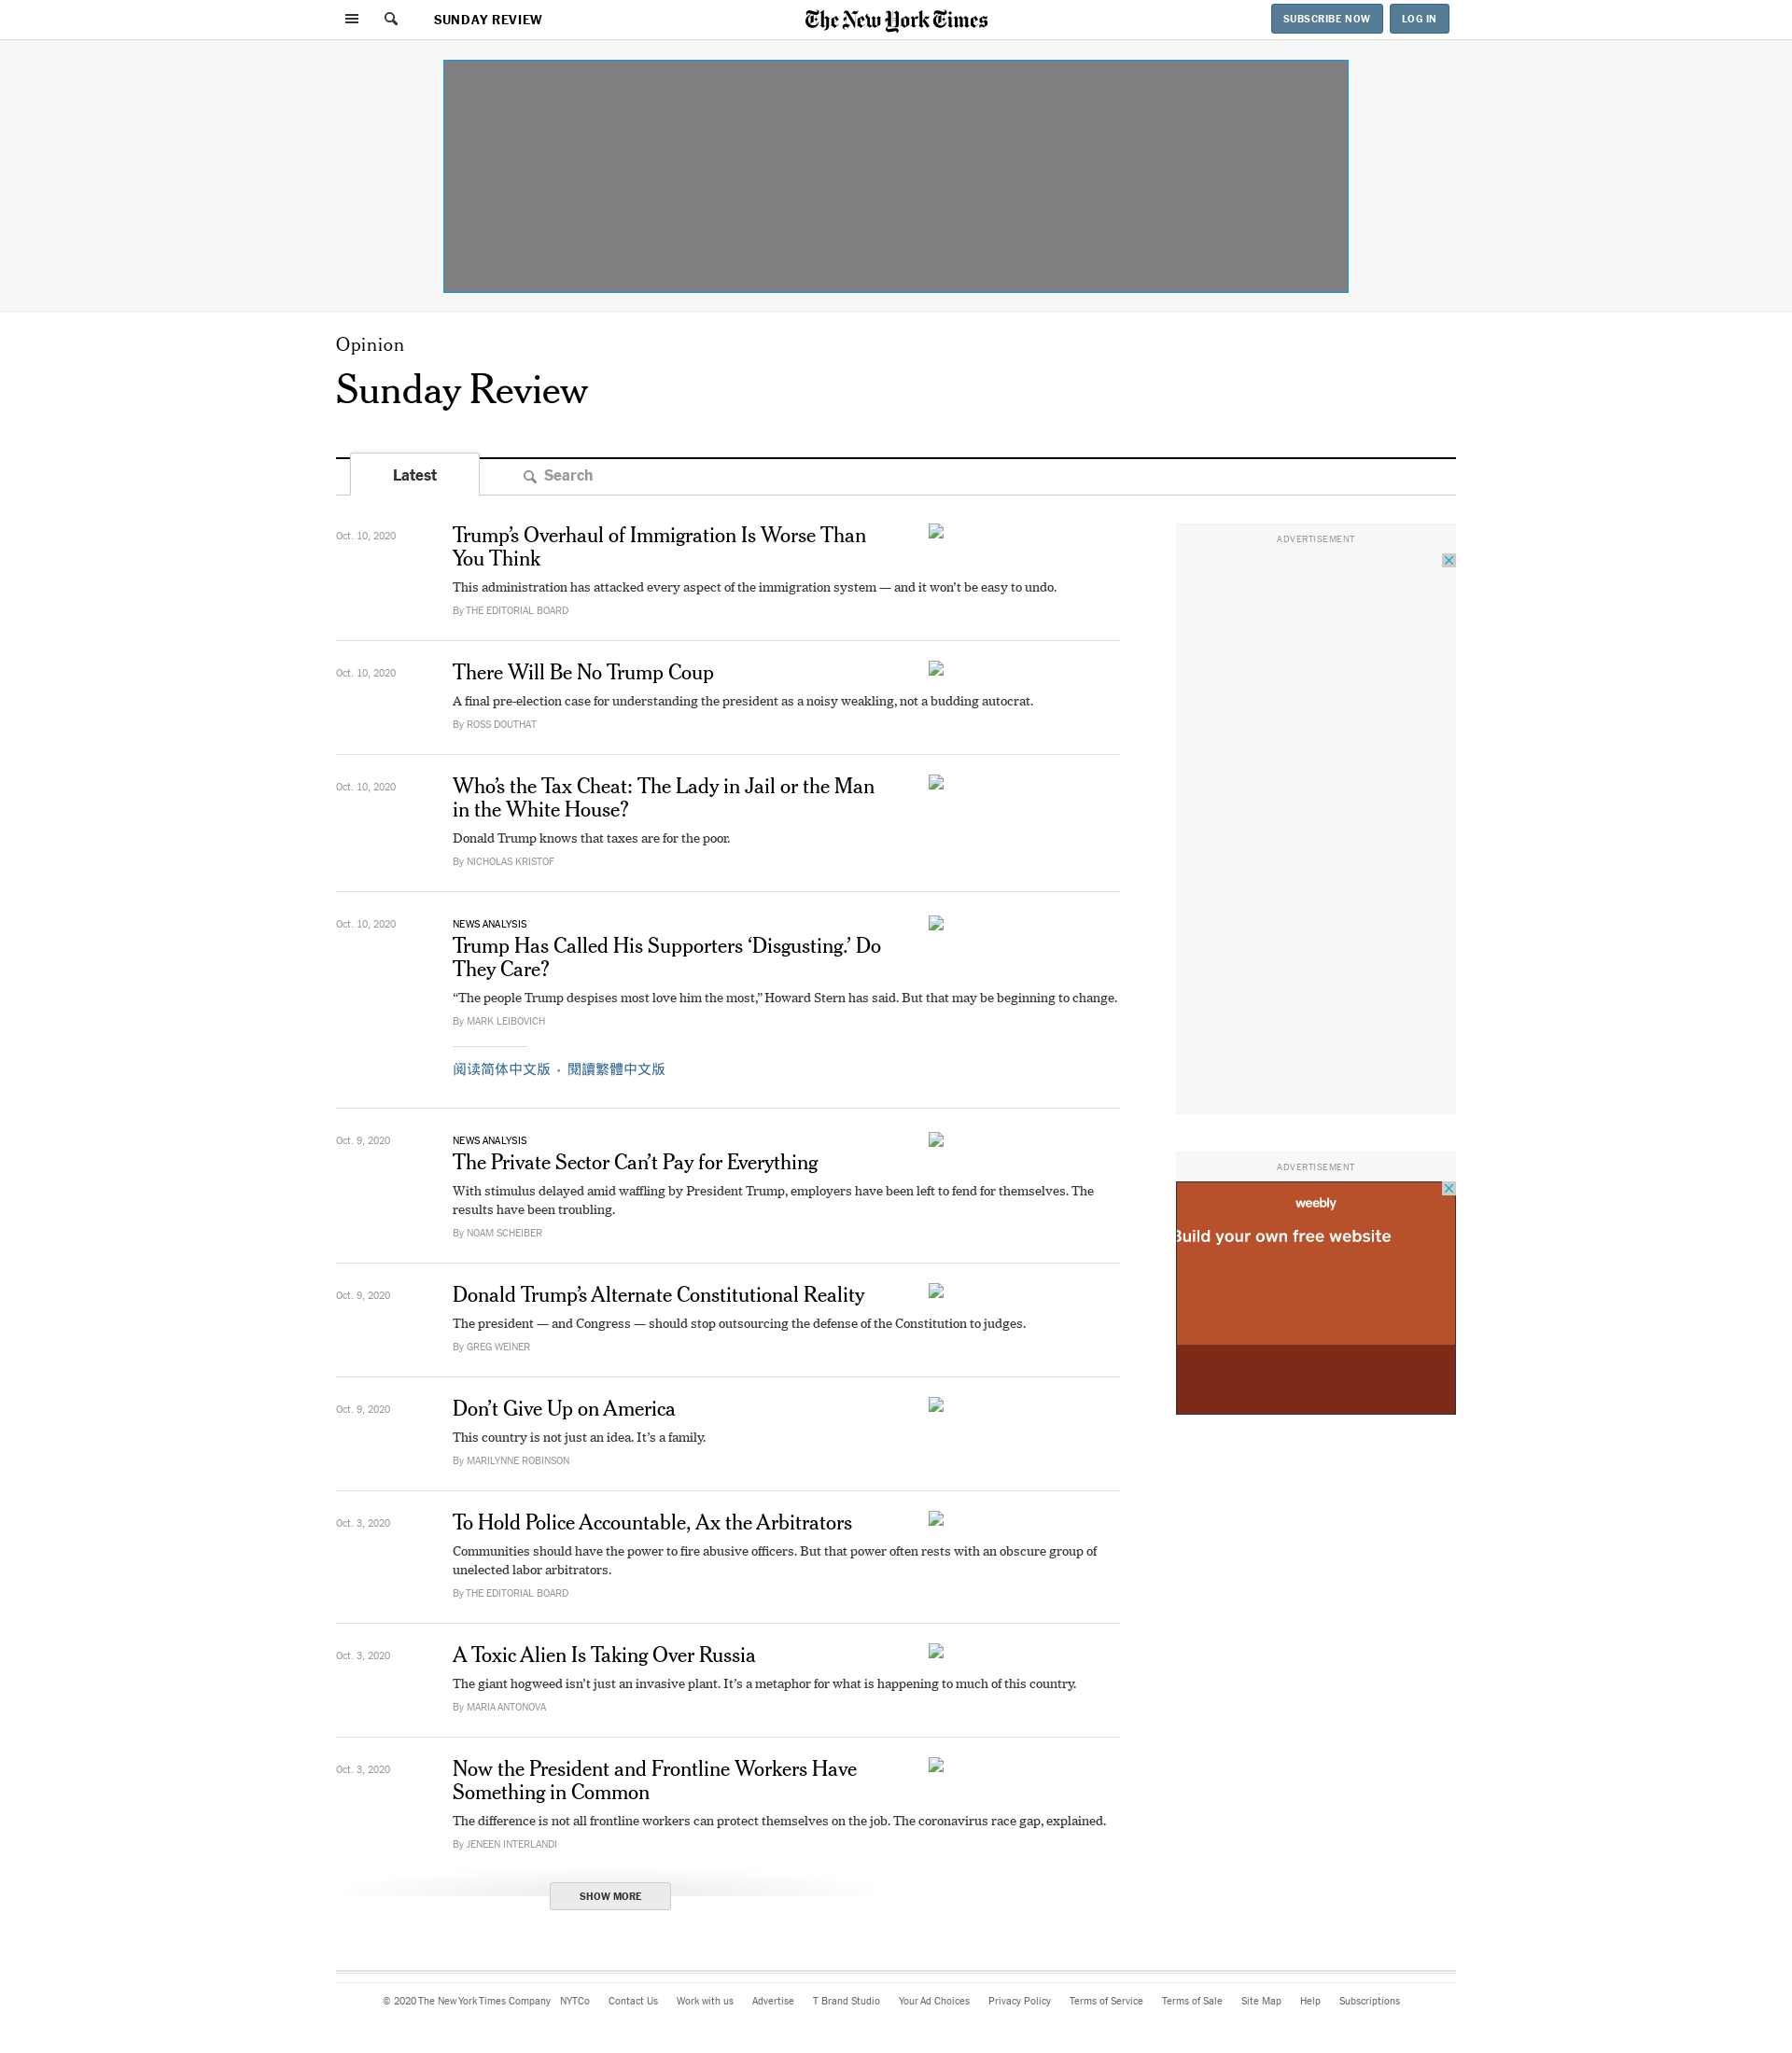 SUNDAY REVIEW
The New York Times
SUBSCRIBE NOW
LOG IN
Opinion
Sunday Review
Latest
Search
Oct. 10, 2020
Trump’s Overhaul of Immigration Is Worse Than
You Think
This administration has attacked every aspect of the immigration system — and it won’t be easy to undo.
By THE EDITORIAL BOARD
Oct. 10, 2020
There Will Be No Trump Coup
A final pre-election case for understanding the president as a noisy weakling, not a budding autocrat.
By ROSS DOUTHAT
Oct. 10, 2020
Who’s the Tax Cheat: The Lady in Jail or the Man
in the White House?
Donald Trump knows that taxes are for the poor.
By NICHOLAS KRISTOF
Oct. 10, 2020
NEWS ANALYSIS
Trump Has Called His Supporters ‘Disgusting.’ Do
They Care?
“The people Trump despises most love him the most,” Howard Stern has said. But that may be beginning to change.
By MARK LEIBOVICH
阅读简体中文版 • 閱讀繁體中文版
Oct. 9, 2020
NEWS ANALYSIS
The Private Sector Can’t Pay for Everything
With stimulus delayed amid waffling by President Trump, employers have been left to fend for themselves. The
results have been troubling.
By NOAM SCHEIBER
Oct. 9, 2020
Donald Trump’s Alternate Constitutional Reality
The president — and Congress — should stop outsourcing the defense of the Constitution to judges.
By GREG WEINER
Oct. 9, 2020
Don’t Give Up on America
This country is not just an idea. It’s a family.
By MARILYNNE ROBINSON
Oct. 3, 2020
To Hold Police Accountable, Ax the Arbitrators
Communities should have the power to fire abusive officers. But that power often rests with an obscure group of
unelected labor arbitrators.
By THE EDITORIAL BOARD
Oct. 3, 2020
A Toxic Alien Is Taking Over Russia
The giant hogweed isn’t just an invasive plant. It’s a metaphor for what is happening to much of this country.
By MARIA ANTONOVA
Oct. 3, 2020
Now the President and Frontline Workers Have
Something in Common
The difference is not all frontline workers can protect themselves on the job. The coronavirus race gap, explained.
By JENEEN INTERLANDI
SHOW MORE
ADVERTISEMENT
ADVERTISEMENT
weebly
Build your own free website
© 2020 The New York Times Company NYTCo Contact Us Work with us Advertise T Brand Studio Your Ad Choices Privacy Policy Terms of Service Terms of Sale Site Map Help Subscriptions